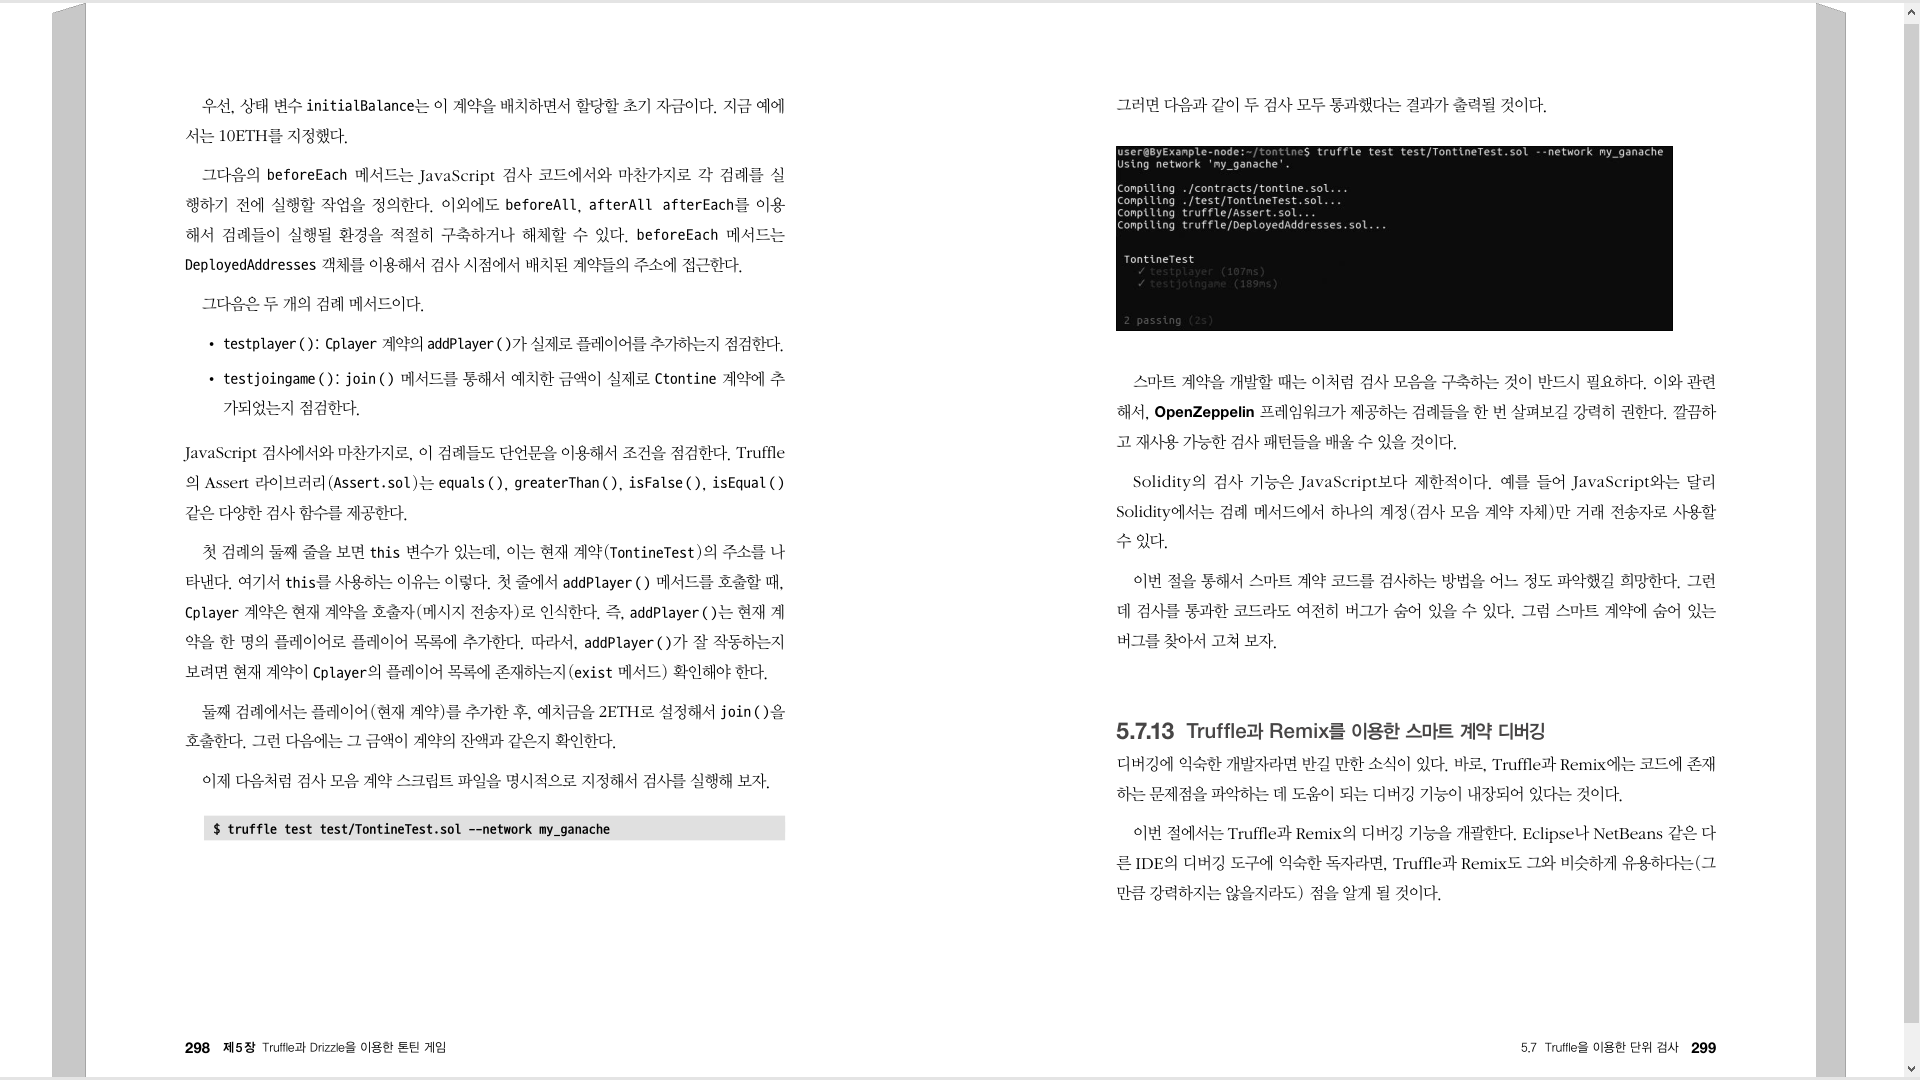 우선, 상태 변수 initialBalance는 이 계약을 배치하면서 할당할 초기 자금이다. 지금 예에
서는 10ETH를 지정했다.
그다음의 beforeEach 메서드는 JavaScript 검사 코드에서와 마찬가지로 각 검례를 실
행하기 전에 실행할 작업을 정의한다. 이외에도 beforeAll, afterAll afterEach를 이용
해서 검례들이 실행될 환경을 적절히 구축하거나 해체할 수 있다. beforeEach 메서드는
DeployedAddresses 객체를 이용해서 검사 시점에서 배치된 계약들의 주소에 접근한다.
그다음은 두 개의 검례 메서드이다.
• testplayer(): Cplayer 계약의 addPlayer()가 실제로 플레이어를 추가하는지 점검한다.
• testjoingame(): join() 메서드를 통해서 예치한 금액이 실제로 Ctontine 계약에 추
가되었는지 점검한다.
JavaScript 검사에서와 마찬가지로, 이 검례들도 단언문을 이용해서 조건을 점검한다. Truffle
의 Assert 라이브러리(Assert.sol)는 equals(), greaterThan(), isFalse(), isEqual()
같은 다양한 검사 함수를 제공한다.
첫 검례의 둘째 줄을 보면 this 변수가 있는데, 이는 현재 계약(TontineTest)의 주소를 나
타낸다. 여기서 this를 사용하는 이유는 이렇다. 첫 줄에서 addPlayer() 메서드를 호출할 때,
Cplayer 계약은 현재 계약을 호출자(메시지 전송자)로 인식한다. 즉, addPlayer()는 현재 계
약을 한 명의 플레이어로 플레이어 목록에 추가한다. 따라서, addPlayer()가 잘 작동하는지
보려면 현재 계약이 Cplayer의 플레이어 목록에 존재하는지(exist 메서드) 확인해야 한다.
둘째 검례에서는 플레이어(현재 계약)를 추가한 후, 예치금을 2ETH로 설정해서 join()을
호출한다. 그런 다음에는 그 금액이 계약의 잔액과 같은지 확인한다.
이제 다음처럼 검사 모음 계약 스크립트 파일을 명시적으로 지정해서 검사를 실행해 보자.
$ truffle test test/TontineTest.sol --network my_ganache
298 제5장 Truffle과 Drizzle을 이용한 톤틴 게임
그러면 다음과 같이 두 검사 모두 통과했다는 결과가 출력될 것이다.
user@ByExample-node:~/tontine$ truffle test test/TontineTest.sol --network my_ganache
Using network 'my_ganache'.
Compiling ./contracts/tontine.sol...
Compiling ./test/TontineTest.sol...
Compiling truffle/Assert.sol...
Compiling truffle/DeployedAddresses.sol...
TontineTest
✓ testplayer (107ms)
✓ testjoingame (189ms)
2 passing (2s)
스마트 계약을 개발할 때는 이처럼 검사 모음을 구축하는 것이 반드시 필요하다. 이와 관련
해서, OpenZeppelin 프레임워크가 제공하는 검례들을 한 번 살펴보길 강력히 권한다. 깔끔하
고 재사용 가능한 검사 패턴들을 배울 수 있을 것이다.
Solidity의 검사 기능은 JavaScript보다 제한적이다. 예를 들어 JavaScript와는 달리
Solidity에서는 검례 메서드에서 하나의 계정(검사 모음 계약 자체)만 거래 전송자로 사용할
수 있다.
이번 절을 통해서 스마트 계약 코드를 검사하는 방법을 어느 정도 파악했길 희망한다. 그런
데 검사를 통과한 코드라도 여전히 버그가 숨어 있을 수 있다. 그럼 스마트 계약에 숨어 있는
버그를 찾아서 고쳐 보자.
5.7.13 Truffle과 Remix를 이용한 스마트 계약 디버깅
디버깅에 익숙한 개발자라면 반길 만한 소식이 있다. 바로, Truffle과 Remix에는 코드에 존재
하는 문제점을 파악하는 데 도움이 되는 디버깅 기능이 내장되어 있다는 것이다.
이번 절에서는 Truffle과 Remix의 디버깅 기능을 개괄한다. Eclipse나 NetBeans 같은 다
른 IDE의 디버깅 도구에 익숙한 독자라면, Truffle과 Remix도 그와 비슷하게 유용하다는(그
만큼 강력하지는 않을지라도) 점을 알게 될 것이다.
5.7 Truffle을 이용한 단위 검사 299